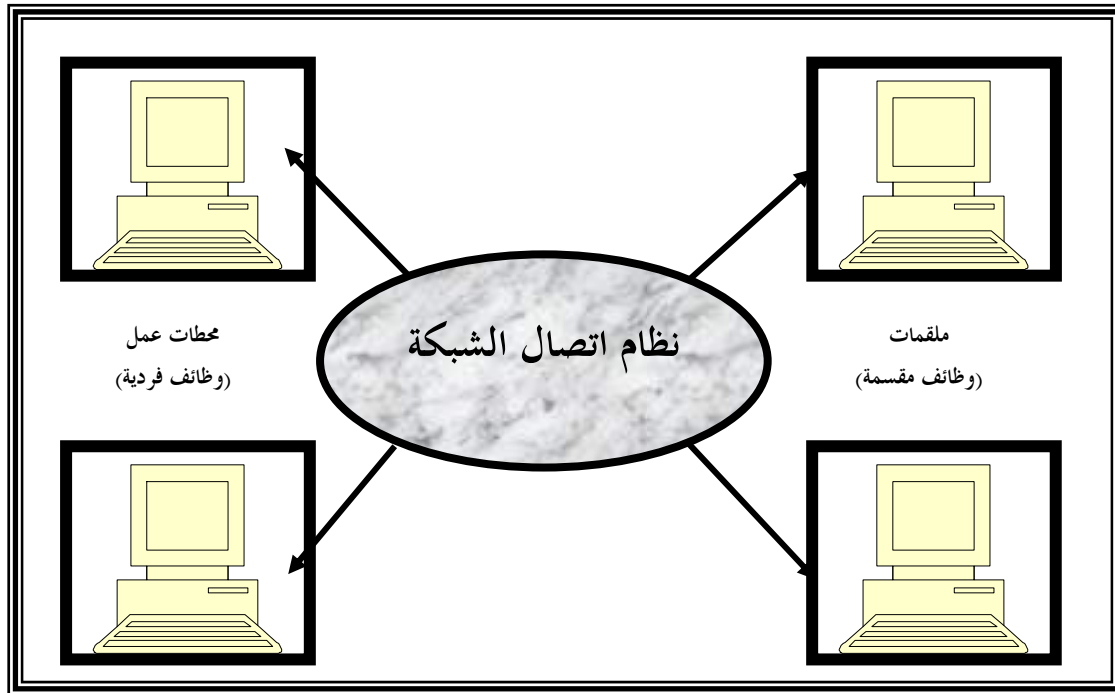 نظام اتصال الشبكة
ملقمات
(وظائف مقسمة)
محطات عمل
(وظائف فردية)